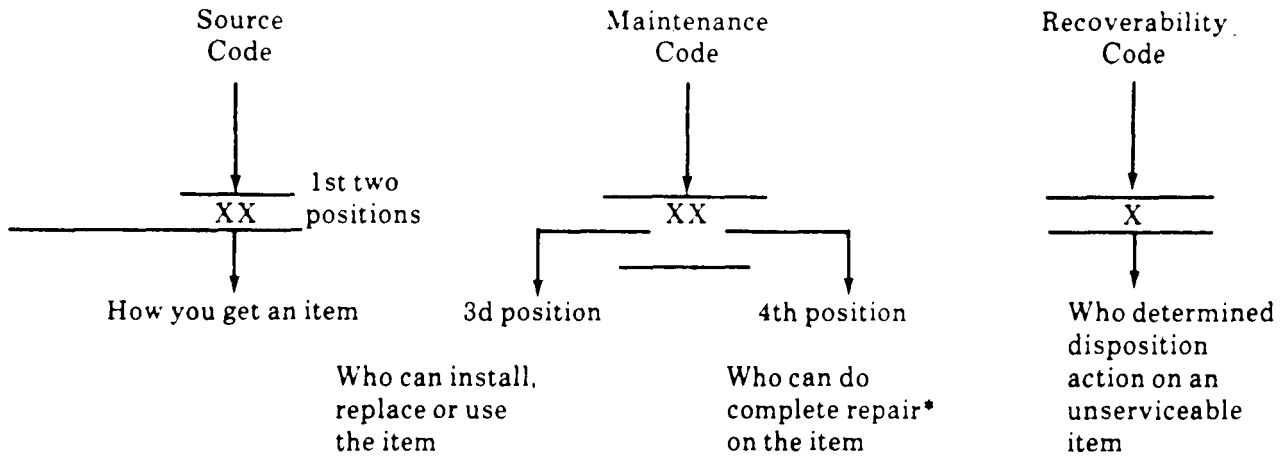 Source
Code
Maintenance
Code
Recoverability
Code
1st two
positions
XX
XX
X
How you get an item
3d position
4th position
Who can install,
replace or use
the item
Who can do
complete repair*
on the item
Who determined
disposition
action on an
unserviceable
item